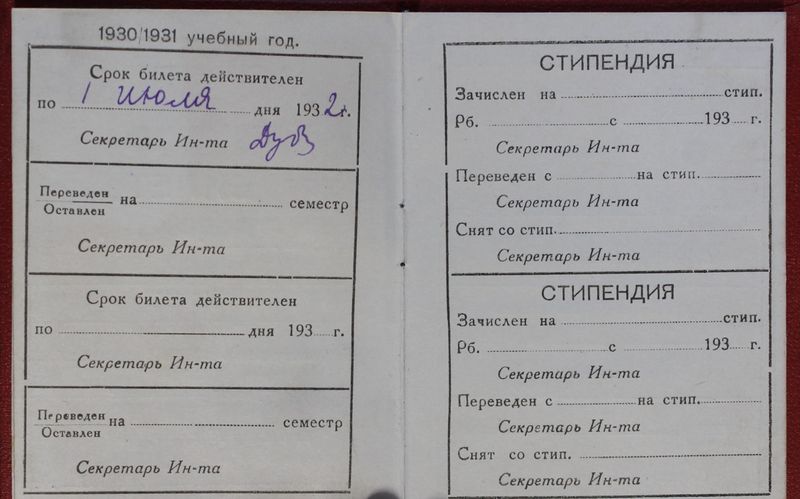 1930/1931 учебный год.
Срок билета действителен
по 1 июля дня 1932г.
Секретарь Ин-та
Переведен
Оставлен на семестр
Секретарь Ин-та
Срок билета действителен
по дня 193 г.
Секретарь Ин-та
Переведен
Оставлен на семестр
Секретарь Ин-та
СТИПЕНДИЯ
Зачислен на стип.
Рб. с 193 г.
Секретарь Ин-та
Переведен с на стип.
Секретарь Ин-та
Снят со стип.
Секретарь Ин-та
СТИПЕНДИЯ
Зачислен на стип.
Рб. с 193 г.
Секретарь Ин-та
Переведен с на стип.
Секретарь Ин-та
Снят со стип.
Секретарь Ин-та